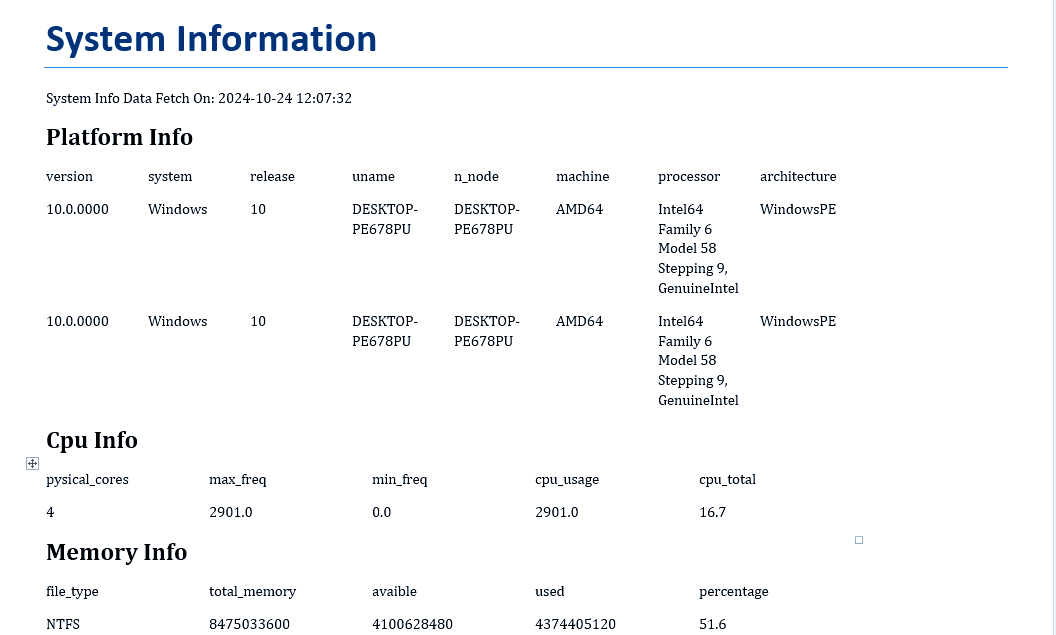 System Information
System Info Data Fetch On: 2024-10-24 12:07:32
Platform Info
version system release uname n_node machine processor architecture
10.0.0000 Windows 10 DESKTOP- DESKTOP- AMD64 Intel64 WindowsPE
PE678PU PE678PU Family 6
Model 58
Stepping 9,
GenuineIntel
10.0.0000 Windows 10 DESKTOP- DESKTOP- AMD64 Intel64 WindowsPE
PE678PU PE678PU Family 6
Model 58
Stepping 9,
GenuineIntel
Cpu Info
pysical_cores max_freq min_freq cpu_usage cpu_total
4 2901.0 0.0 2901.0 16.7
Memory Info
file_type total_memory avaible used percentage
NTFS 8475033600 4100628480 4374405120 51.6